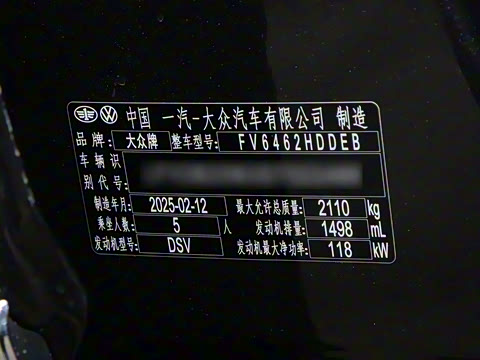 中国 一汽-大众汽车有限公司 制造
品牌: 大众牌 整车型号: FV6462HDDEB
车辆识
别代号:
制造年月: 2025-02-12 最大允许总质量: 2110 kg
乘坐人数: 5 人 发动机排量: 1498 mL
发动机型号: DSV 发动机最大净功率: 118 kW